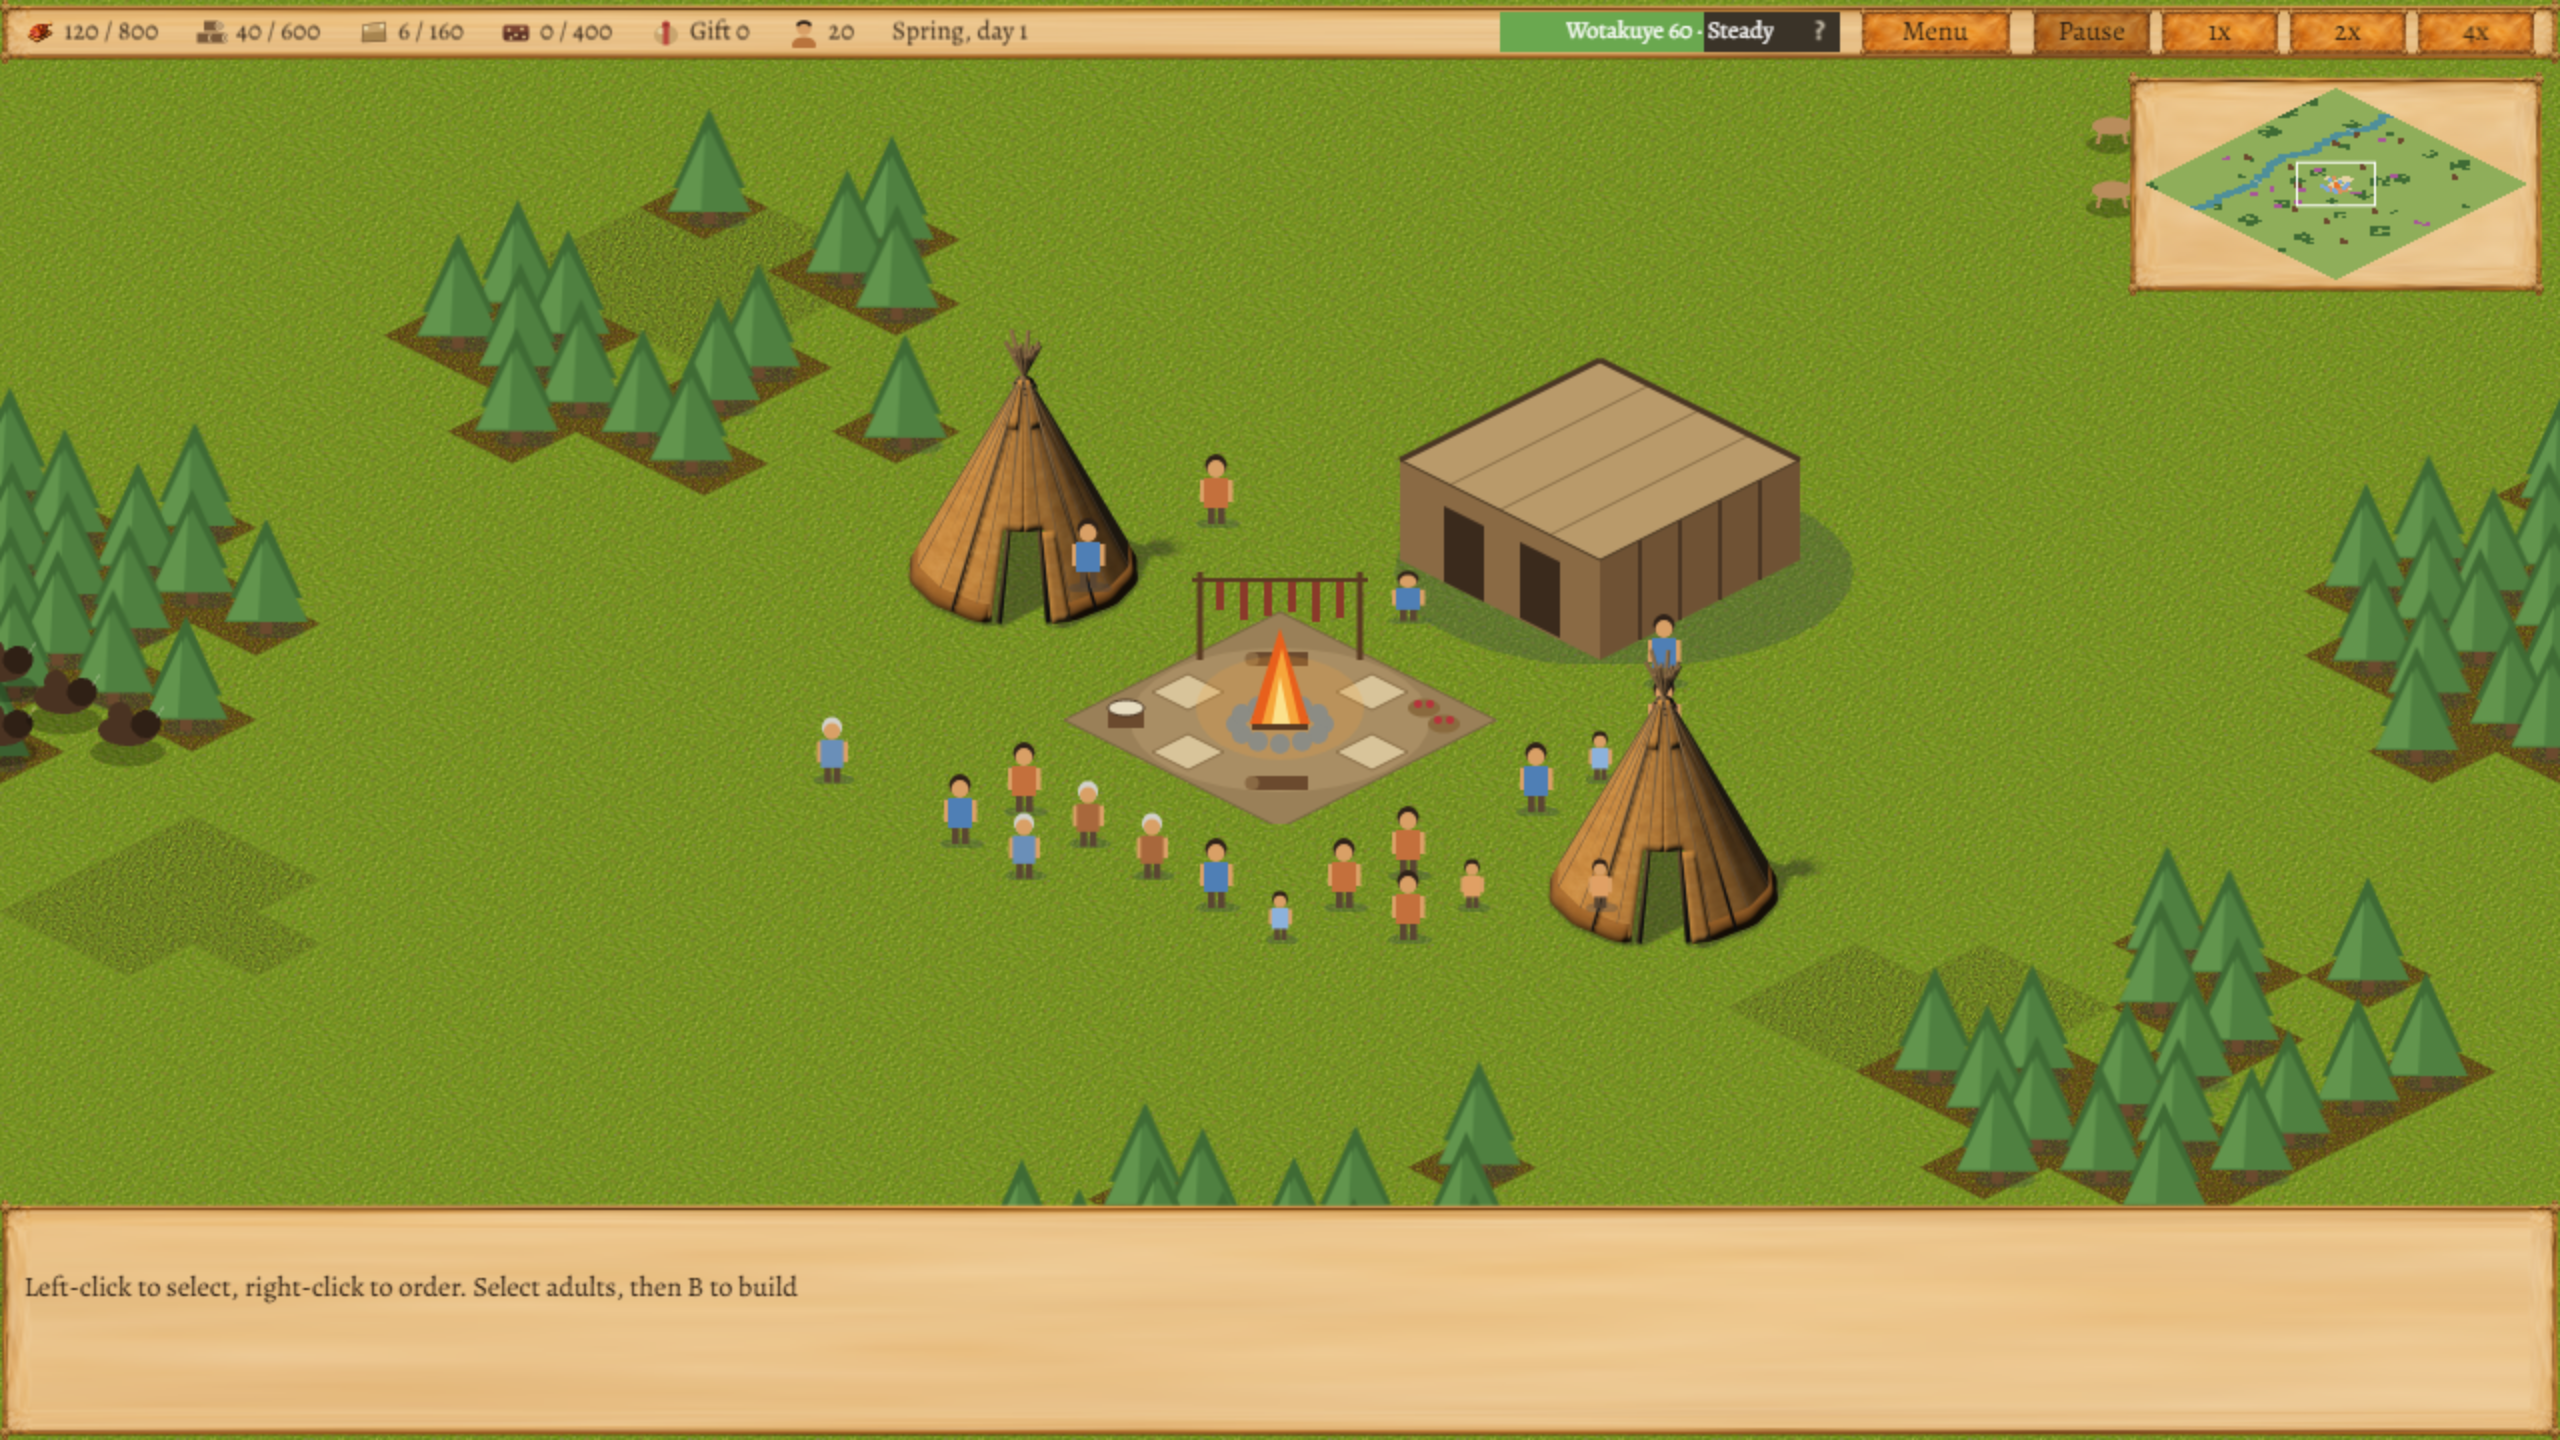 120 / 800 40 / 600 6 / 160 0 / 400 Gift 0 20 Spring, day 1 Wotakuye 60 · Steady ? Menu Pause 1x 2x 4x
Left-click to select, right-click to order. Select adults, then B to build